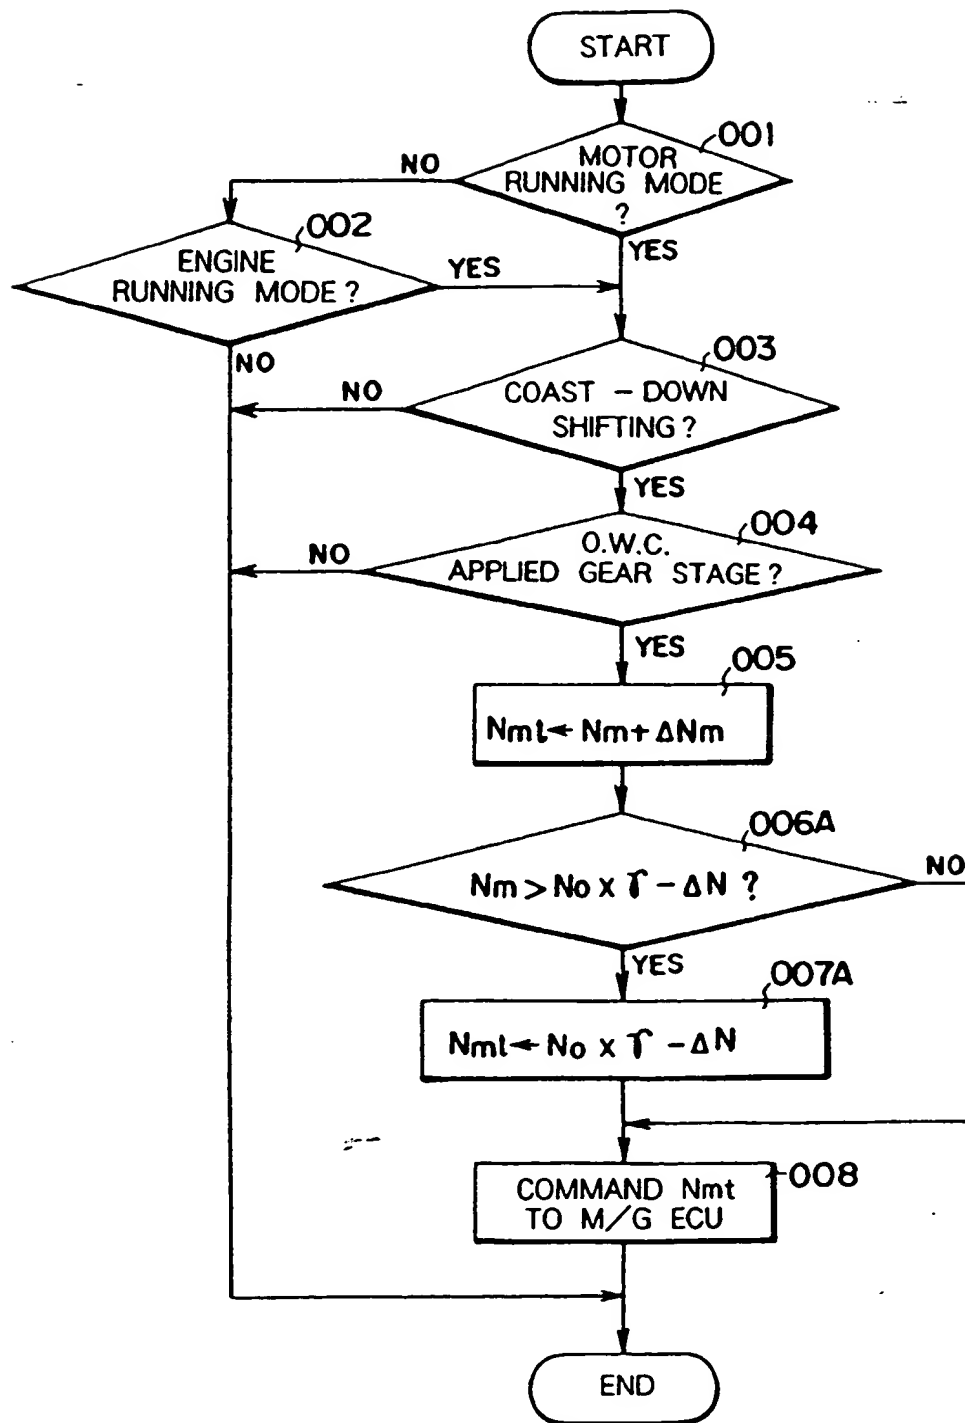 START
001
MOTOR
RUNNING MODE
?
NO
YES
002
ENGINE
RUNNING MODE?
YES
NO
003
COAST - DOWN
SHIFTING?
NO
YES
004
O.W.C.
APPLIED GEAR STAGE?
NO
YES
005
Nmt← Nm+ ΔNm
006A
Nm > No x γ - ΔN ?
NO
YES
007A
Nmt← No x γ - ΔN
008
COMMAND Nmt
TO M/G ECU
END